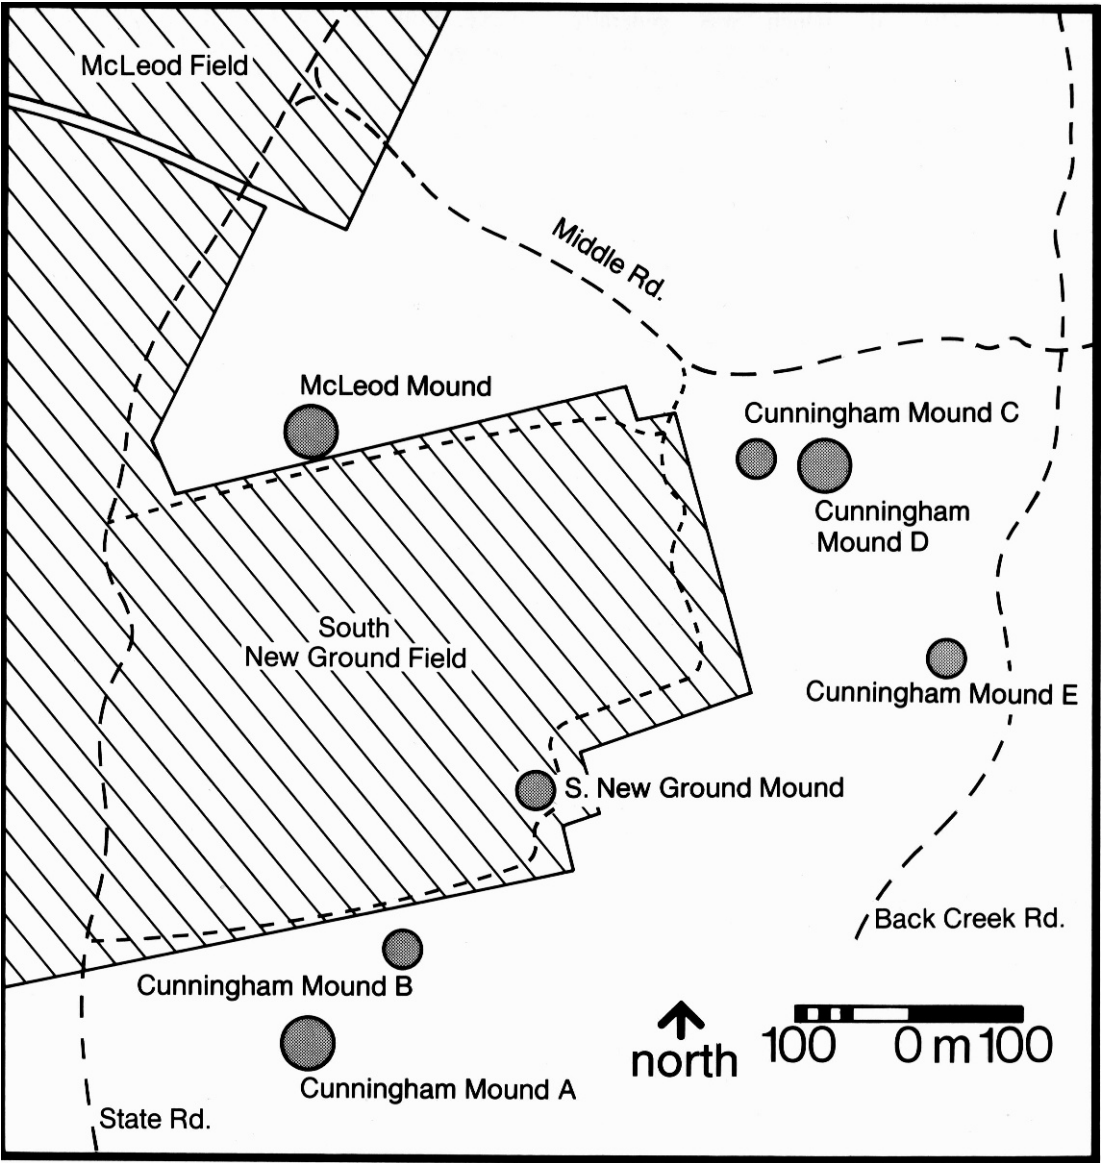 McLeod Field
Middle Rd.
McLeod Mound
Cunningham Mound C
Cunningham
Mound D
South
New Ground Field
Cunningham Mound E
S. New Ground Mound
Back Creek Rd.
Cunningham Mound B
north
100 0 m 100
Cunningham Mound A
State Rd.